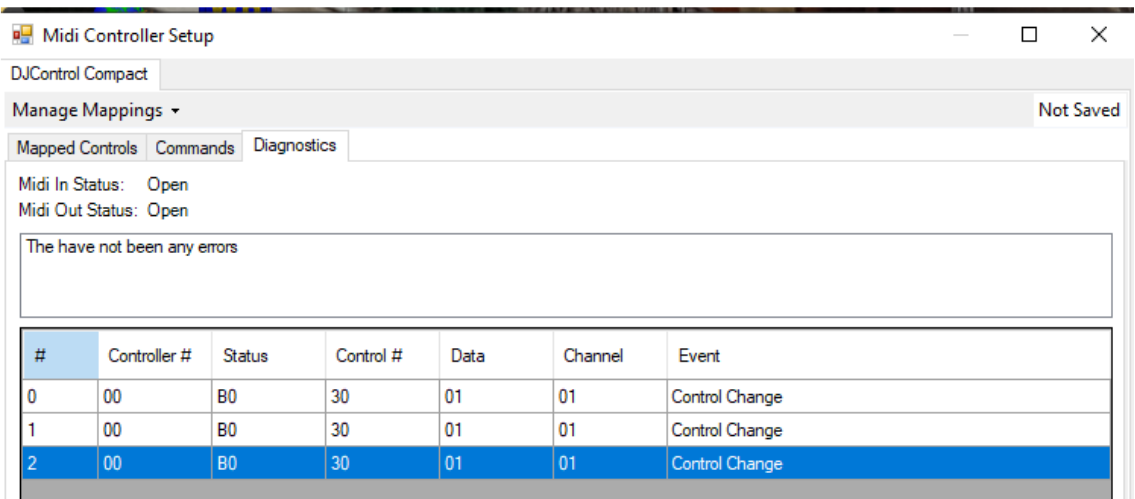 Midi Controller Setup
DJControl Compact
Manage Mappings Not Saved
Mapped Controls Commands Diagnostics
Midi In Status: Open
Midi Out Status: Open
The have not been any errors
# Controller # Status Control # Data Channel Event
0 00 B0 30 01 01 Control Change
1 00 B0 30 01 01 Control Change
2 00 B0 30 01 01 Control Change